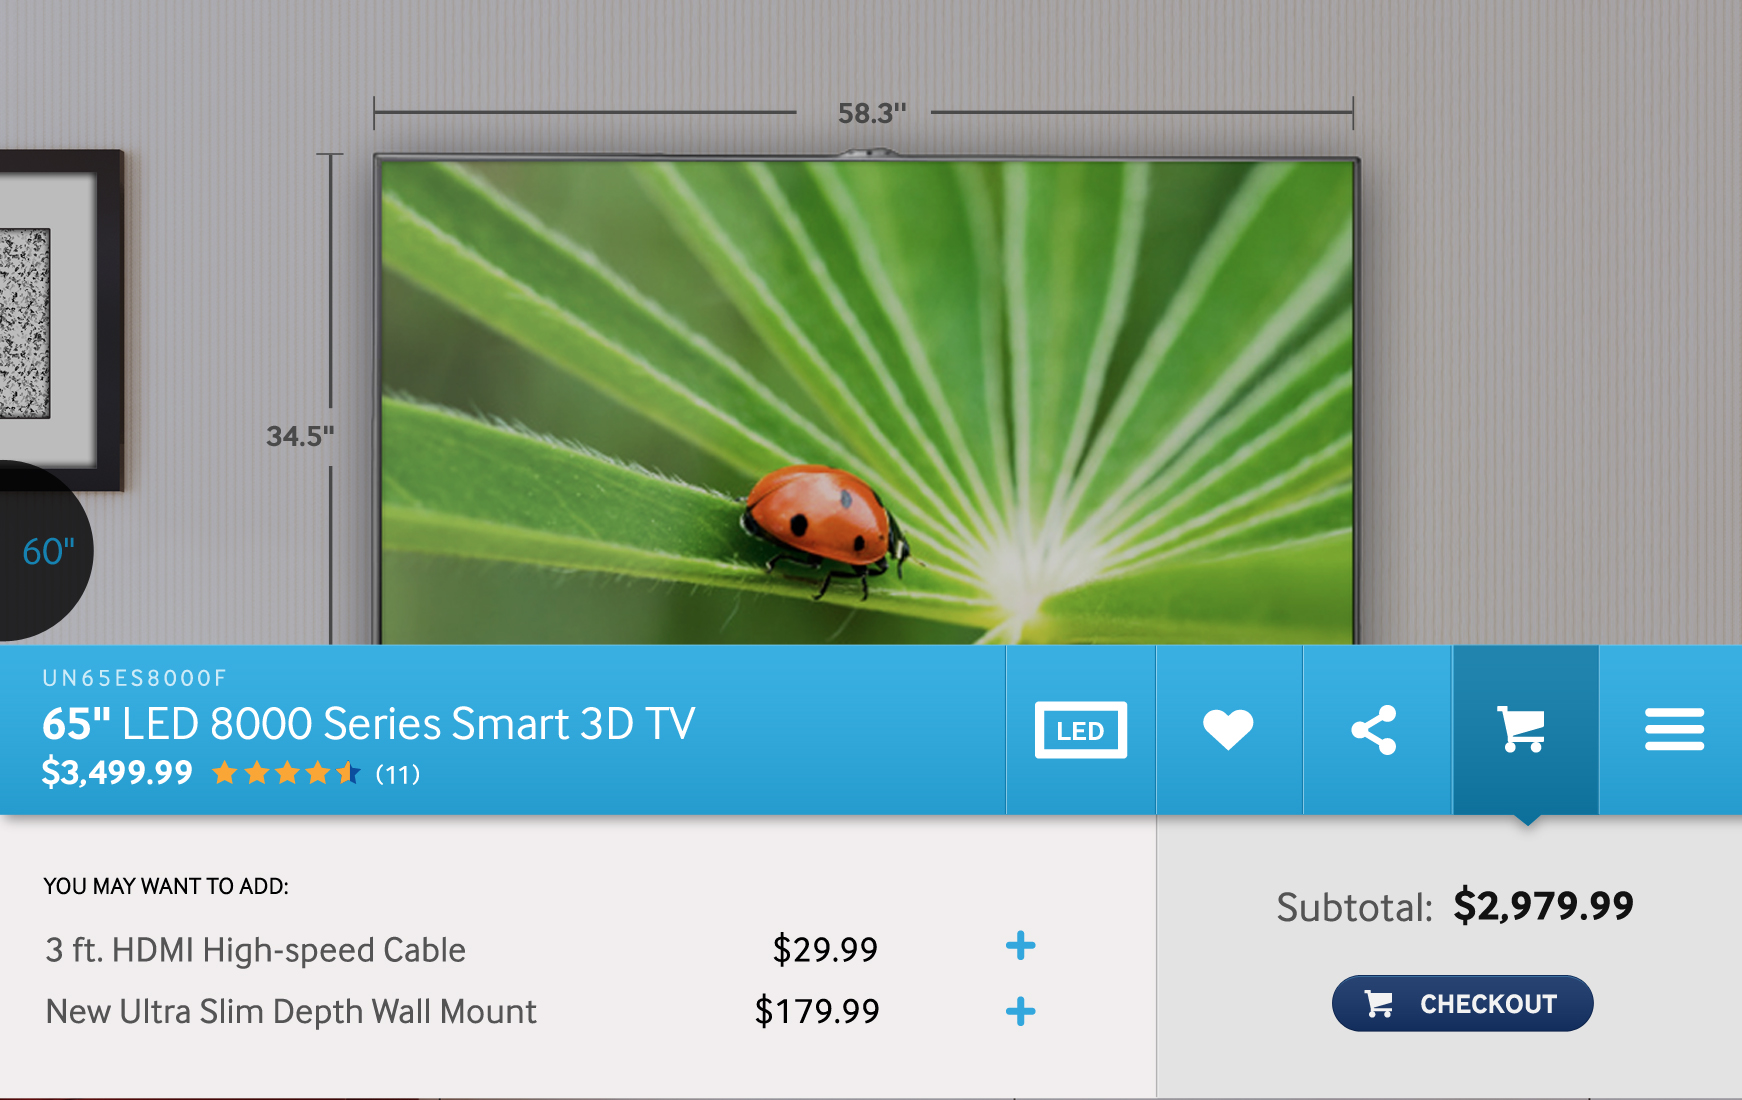 58.3"
34.5"
60"
UN65ES8000F
65" LED 8000 Series Smart 3D TV
$3,499.99 (11)
LED
YOU MAY WANT TO ADD:
3 ft. HDMI High-speed Cable $29.99 +
New Ultra Slim Depth Wall Mount $179.99 +
Subtotal: $2,979.99
CHECKOUT